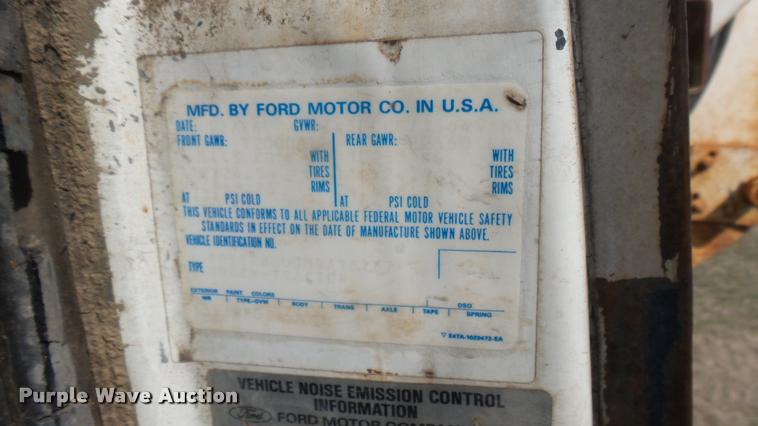 MFD. BY FORD MOTOR CO. IN U.S.A.
DATE: GVWR:
FRONT GAWR: REAR GAWR:
WITH WITH
TIRES TIRES
RIMS RIMS
AT PSI COLD AT PSI COLD
THIS VEHICLE CONFORMS TO ALL APPLICABLE FEDERAL MOTOR VEHICLE SAFETY
STANDARDS IN EFFECT ON THE DATE OF MANUFACTURE SHOWN ABOVE.
VEHICLE IDENTIFICATION NO.
TYPE
EXTERIOR PAINT COLORS DSO
WB TYPE-GVW BODY TRANS AXLE TAPE SPRING
E4TA-1020472-EA
VEHICLE NOISE EMISSION CONTROL
INFORMATION
Ford FORD MOTOR
Purple Wave Auction